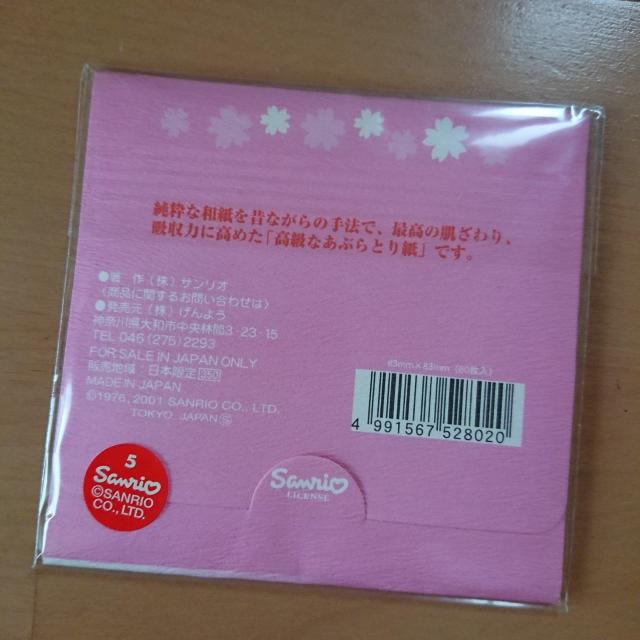 純粋な和紙を昔ながらの手法で、最高の肌ざわり、
吸収力に高めた「高級なあぶらとり紙」です。
●著 作(株)サンリオ
〈商品に関するお問い合わせは〉
●発売元(株)げんよう
神奈川県大和市中央林間3-23-15
TEL 046(275)2293
FOR SALE IN JAPAN ONLY
販売地域 日本限定
MADE IN JAPAN
©1976, 2001 SANRIO CO., LTD.
TOKYO, JAPAN Ⓢ
83mm×83mm(60枚入)
4 991567 528020
5
Sanrio
©SANRIO
CO., LTD.
Sanrio
LICENSE